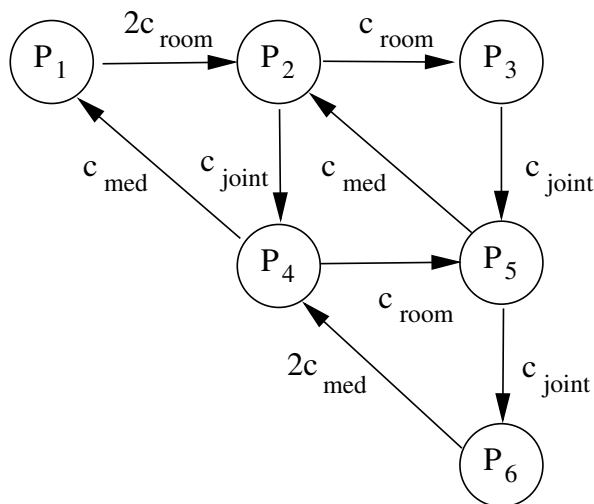 2c room
c room
P1
P2
P3
c med
c joint
c med
c joint
P4
P5
c room
2c med
c joint
P6